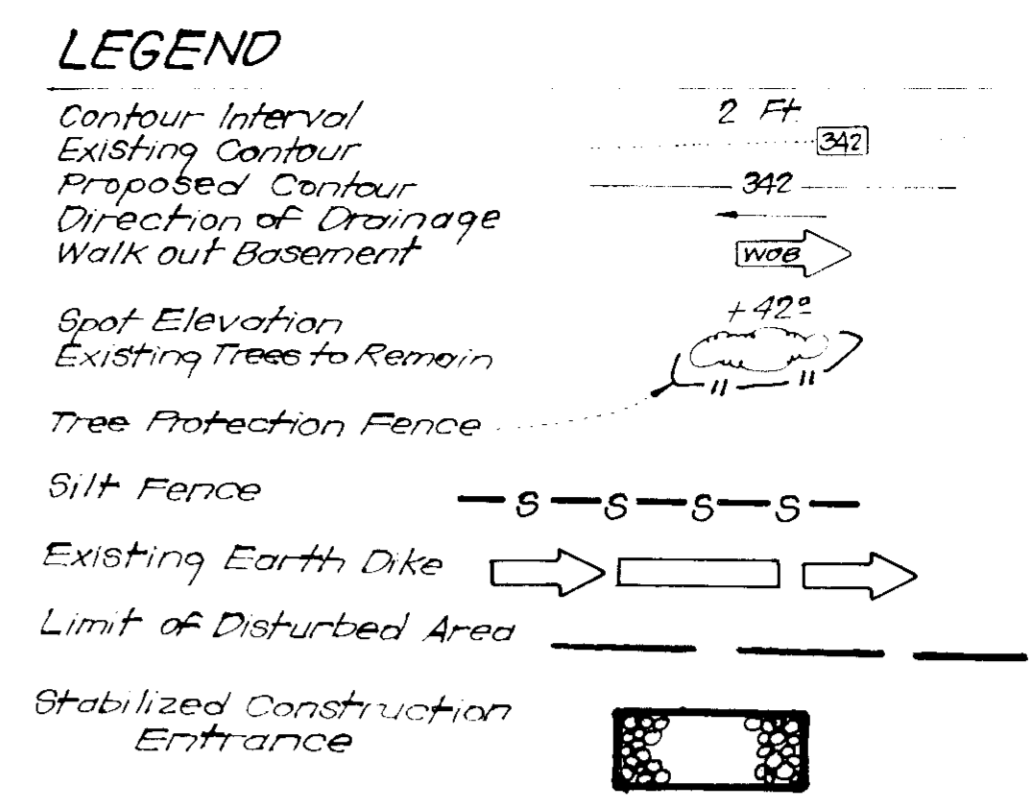 LEGEND
Contour Interval 2 Ft.
Existing Contour 342
Proposed Contour 342
Direction of Drainage
Walk out Basement WOB
Spot Elevation +42º
Existing Trees to Remain
Tree Protection Fence
Silt Fence S S S S
Existing Earth Dike
Limit of Disturbed Area
Stabilized Construction
Entrance